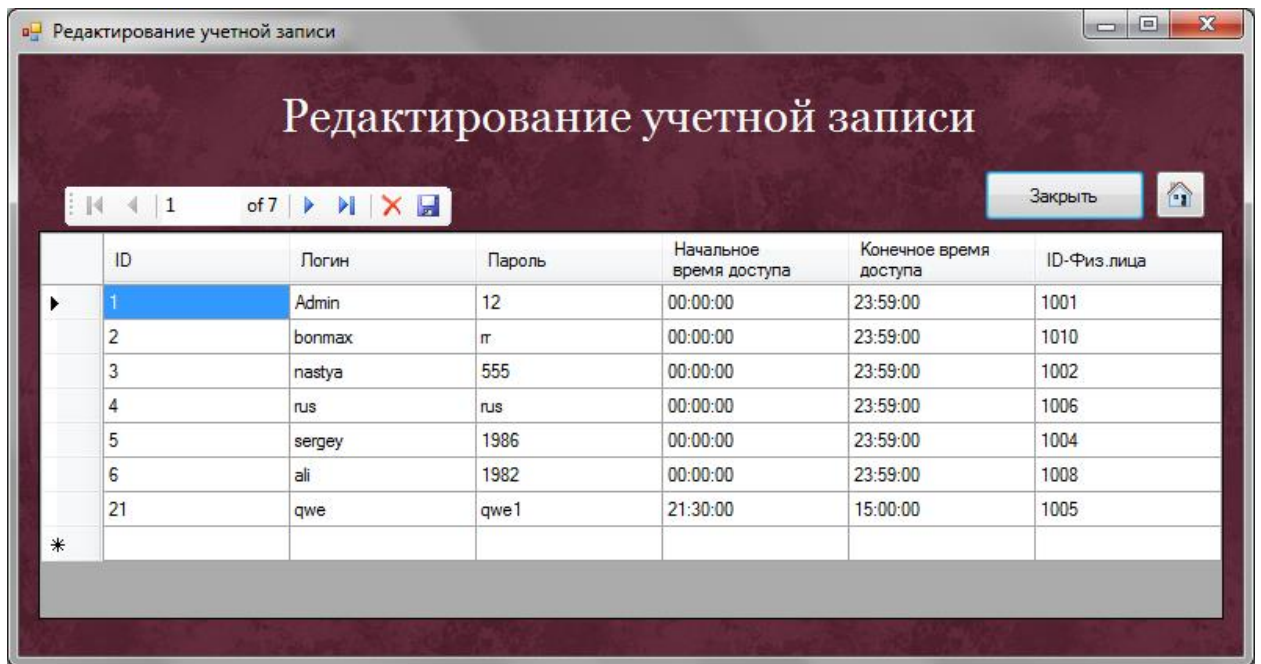 Редактирование учетной записи
Редактирование учетной записи
1 of 7
Закрыть
ID Логин Пароль Начальное время доступа Конечное время доступа ID-Физ.лица
1 Admin 12 00:00:00 23:59:00 1001
2 bonmax rr 00:00:00 23:59:00 1010
3 nastya 555 00:00:00 23:59:00 1002
4 rus rus 00:00:00 23:59:00 1006
5 sergey 1986 00:00:00 23:59:00 1004
6 ali 1982 00:00:00 23:59:00 1008
21 qwe qwe1 21:30:00 15:00:00 1005